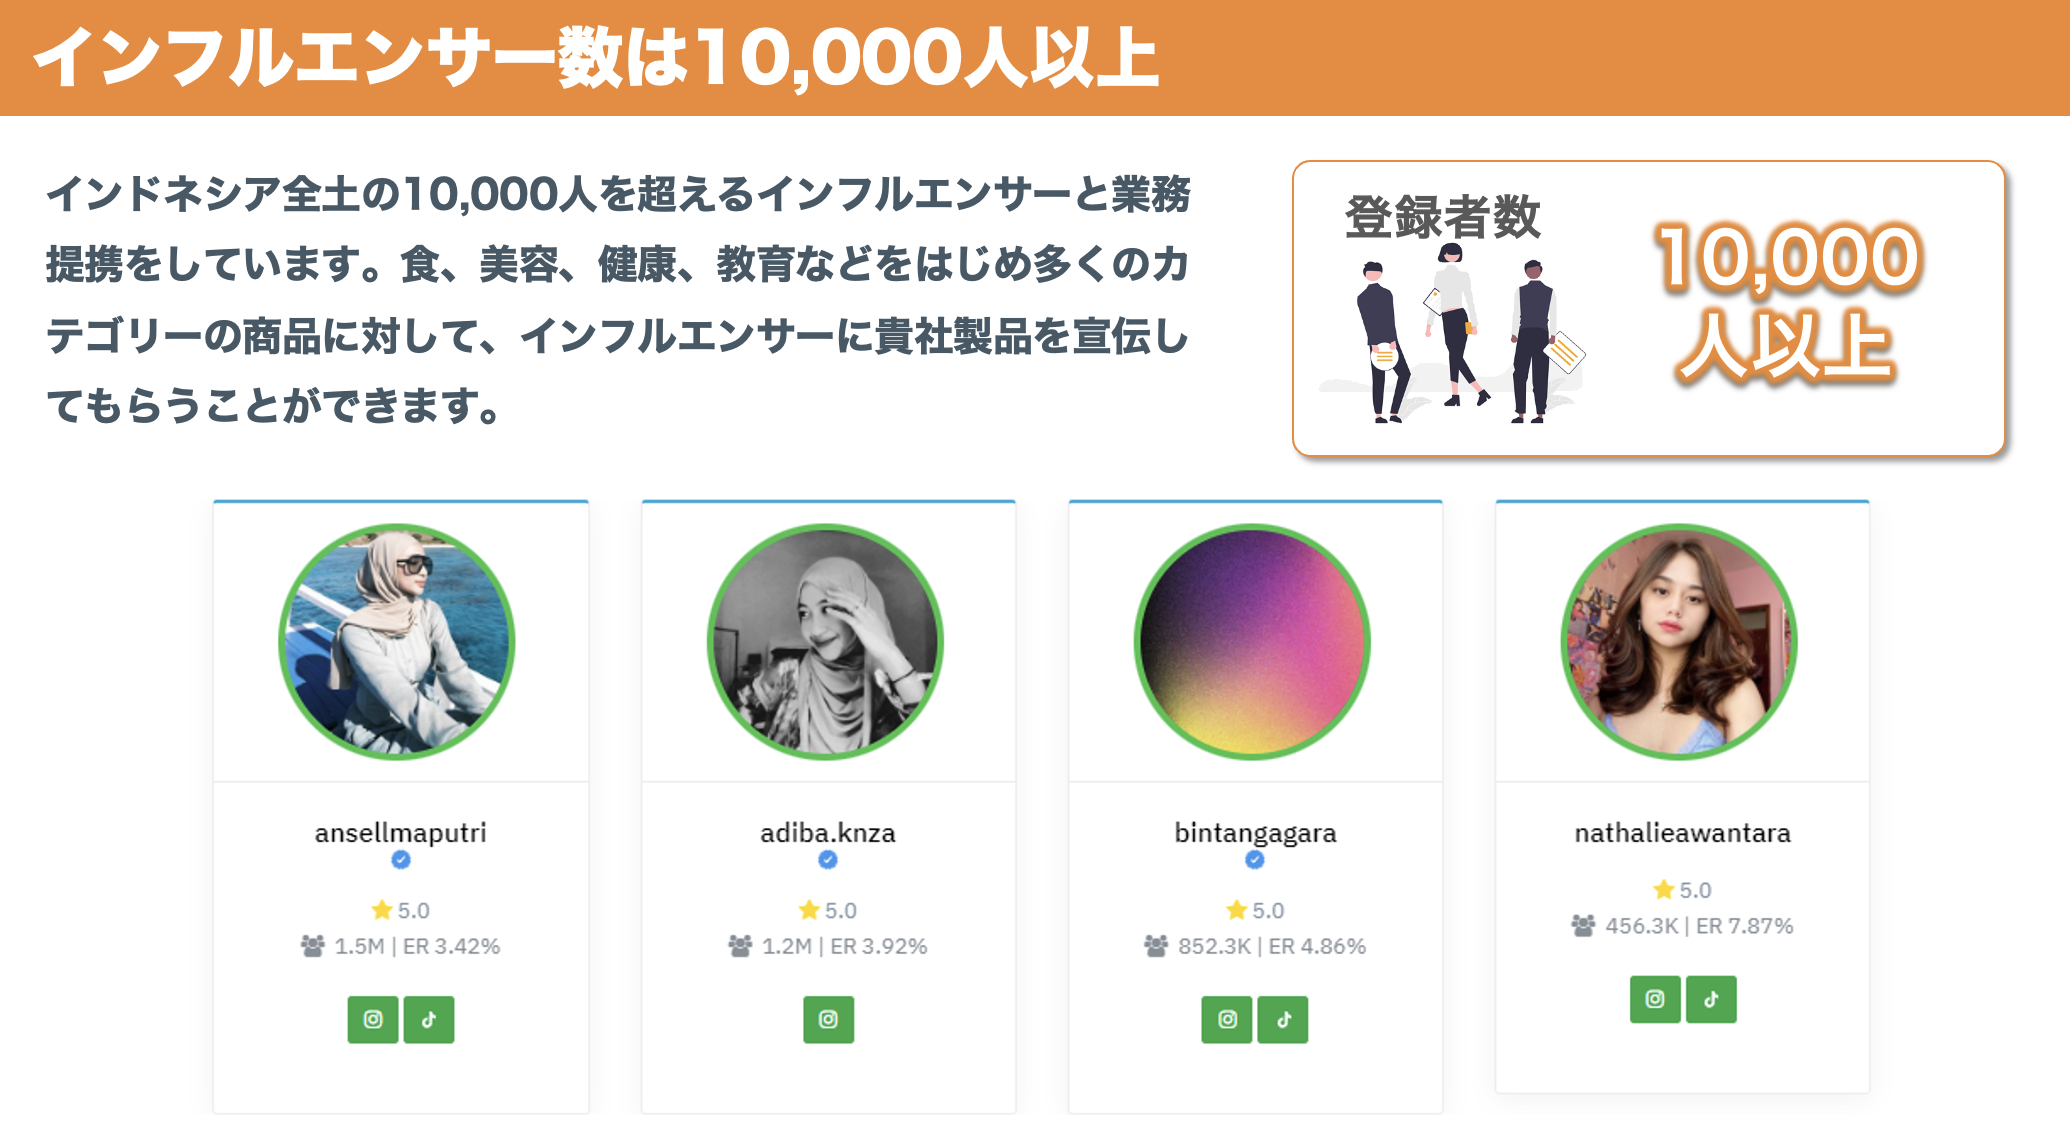 インフルエンサー数は10,000人以上
インドネシア全土の10,000人を超えるインフルエンサーと業務
提携をしています。食、美容、健康、教育などをはじめ多くのカ
テゴリーの商品に対して、インフルエンサーに貴社製品を宣伝し
てもらうことができます。
登録者数
10,000
人以上
ansellmaputri
5.0
1.5M | ER 3.42%
adiba.knza
5.0
1.2M | ER 3.92%
bintangagara
5.0
852.3K | ER 4.86%
nathalieawantara
5.0
456.3K | ER 7.87%